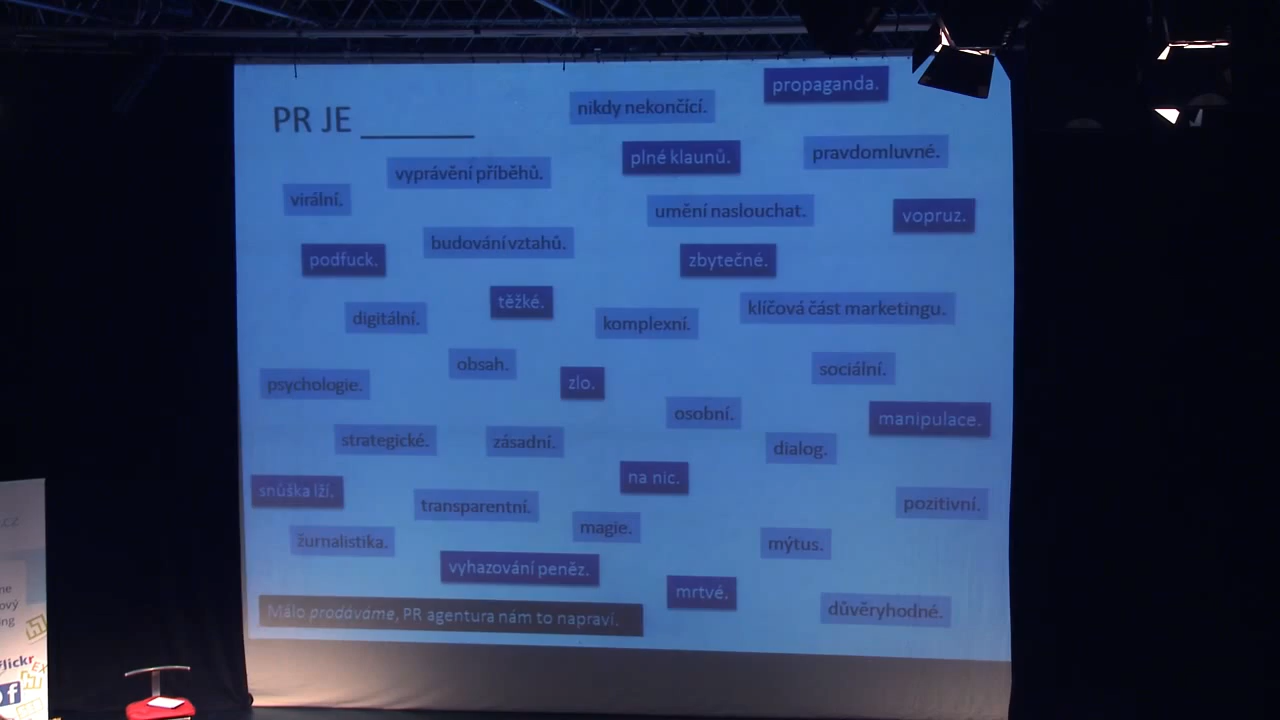 propaganda.
nikdy nekončící.
PR JE ________
plné klaunů.
pravdomluvné.
vyprávění příběhů.
virální.
umění naslouchat.
vopruz.
budování vztahů.
podfuck.
zbytečné.
těžké.
klíčová část marketingu.
digitální.
komplexní.
obsah.
sociální.
psychologie.
zlo.
osobní.
manipulace.
strategické.
zásadní.
dialog.
na nic.
snůška lží.
transparentní.
pozitivní.
magie.
žurnalistika.
mýtus.
vyhazování peněz.
mrtvé.
důvěryhodné.
Málo prodáváme, PR agentura nám to napraví.
.cz
flickr
f